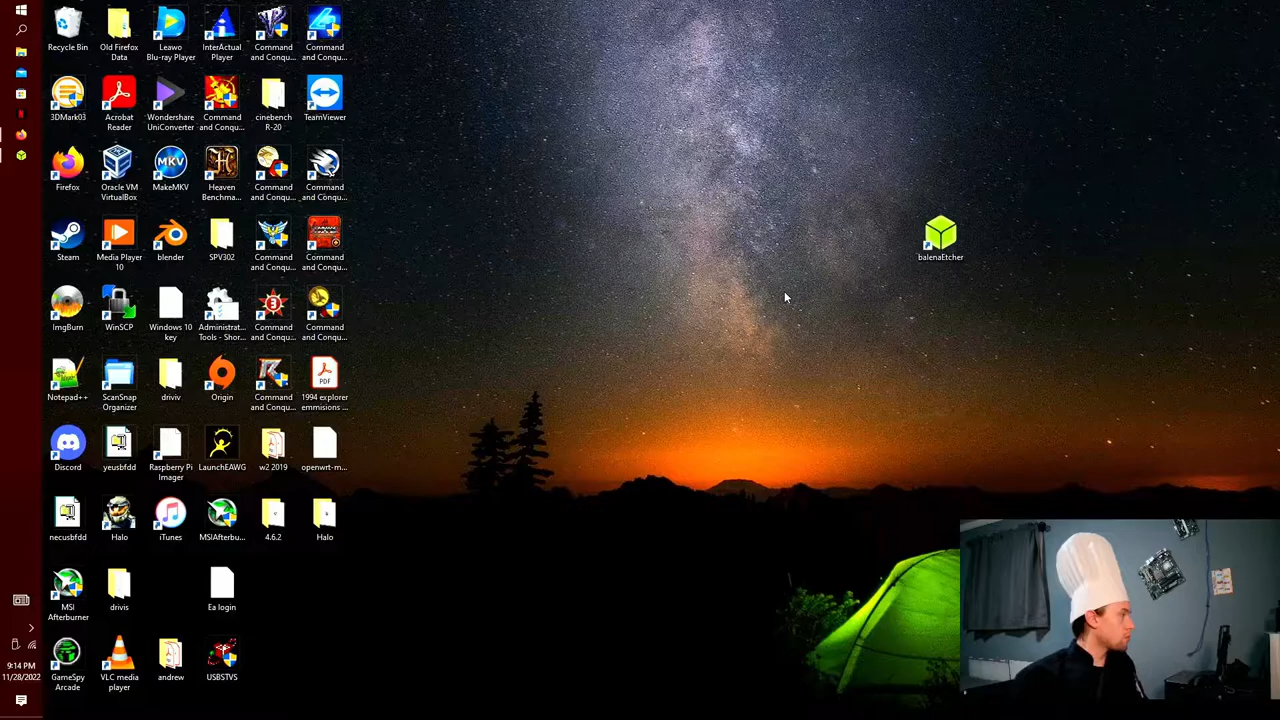 Recycle Bin
Old Firefox
Data
Leawo
Blu-ray Player
InterActual
Player
Command
and Conqu...
Command
and Conqu...
3DMark03
Acrobat
Reader
Wondershare
UniConverter
Command
and Conqu...
cinebench
R-20
TeamViewer
Firefox
Oracle VM
VirtualBox
MKV
MakeMKV
Heaven
Benchma...
Command
and Conqu...
Command
and Conqu...
Steam
Media Player
10
blender
SPV302
Command
and Conqu...
Command
and Conqu...
balenaEtcher
ImgBurn
WinSCP
Windows 10
key
Administrat...
Tools - Shor...
Command
and Conqu...
Command
and Conqu...
Notepad++
ScanSnap
Organizer
driviv
Origin
Command
and Conqu...
PDF
1994 explorer
emmisions ...
Discord
yeusbfdd
Raspberry Pi
Imager
LaunchEAWG
w2 2019
openwrt-m...
necusbfdd
Halo
iTunes
MSIAfterbu...
4.6.2
Halo
MSI
Afterburner
drivis
Ea login
GameSpy
Arcade
VLC media
player
andrew
USBSTVS
9:14 PM
11/28/2022